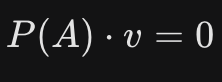 P(A) · v = 0